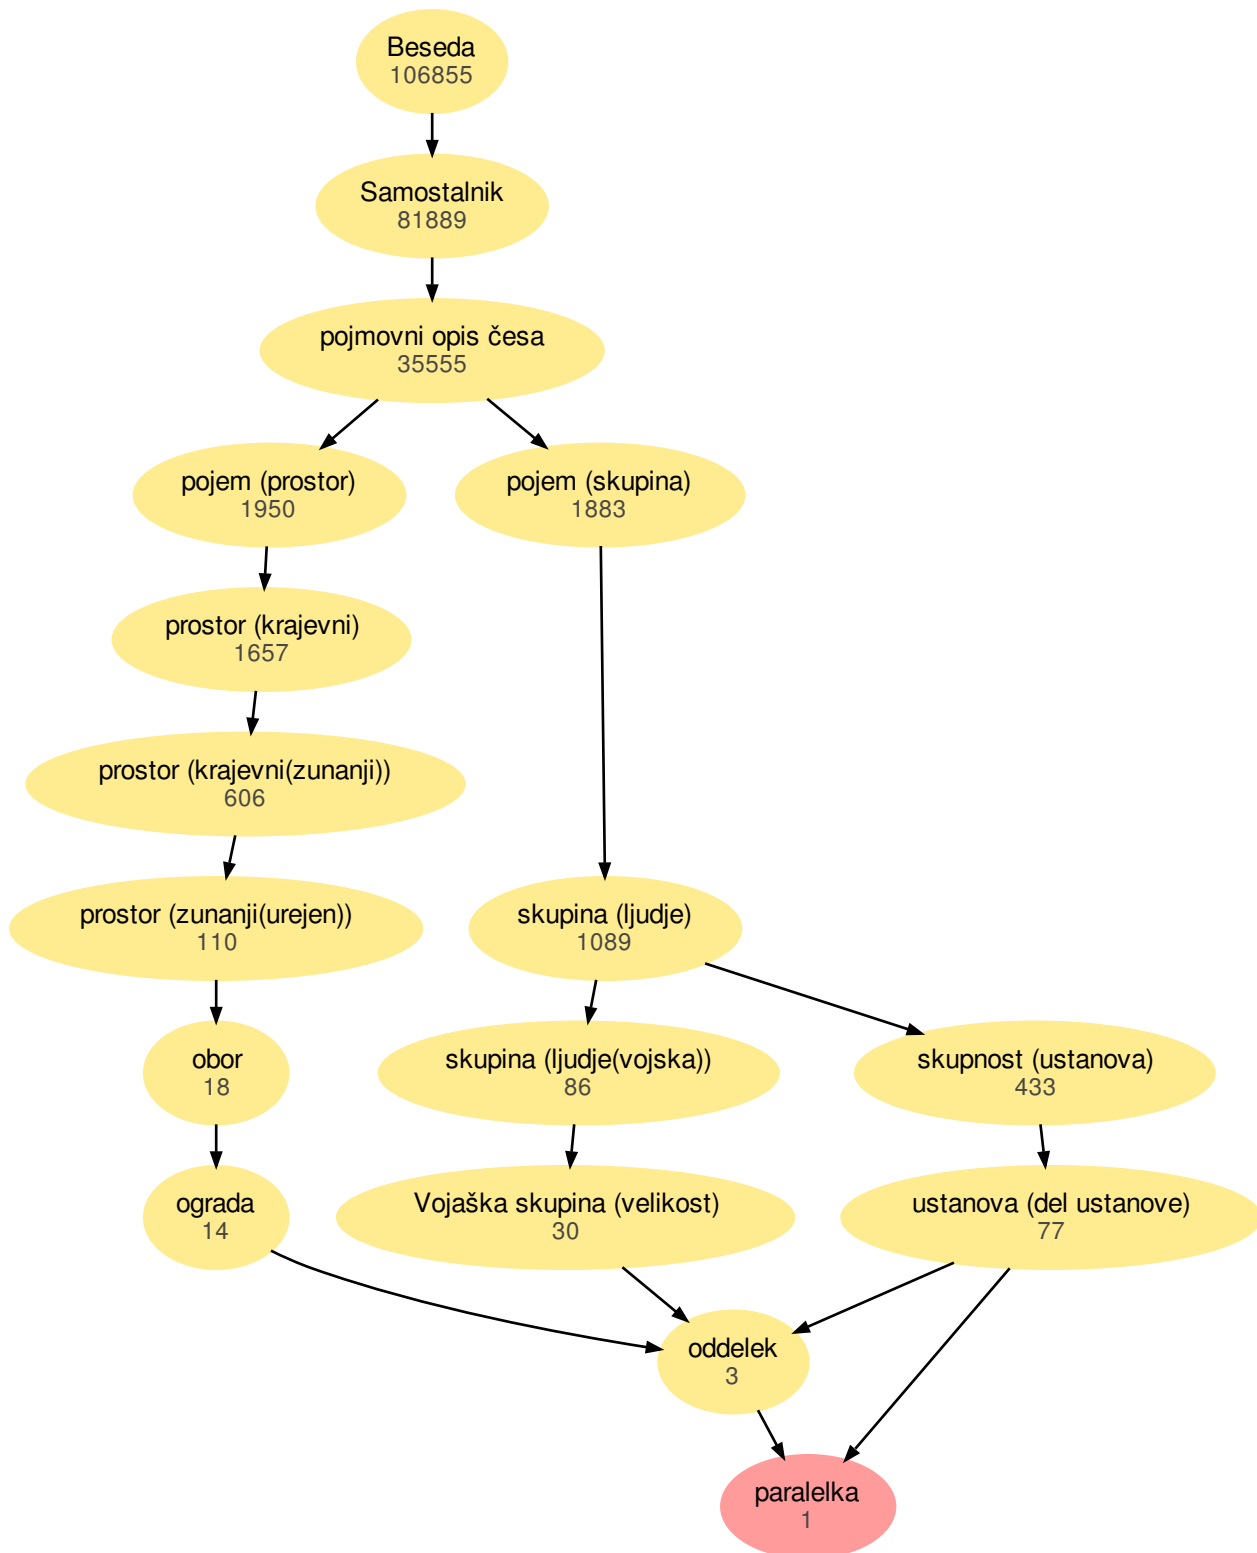 Beseda
106855
Samostalnik
81889
pojmovni opis česa
35555
pojem (prostor)
1950
pojem (skupina)
1883
prostor (krajevni)
1657
prostor (krajevni(zunanji))
606
prostor (zunanji(urejen))
110
skupina (ljudje)
1089
obor
18
skupina (ljudje(vojska))
86
skupnost (ustanova)
433
ograda
14
Vojaška skupina (velikost)
30
ustanova (del ustanove)
77
oddelek
3
paralelka
1